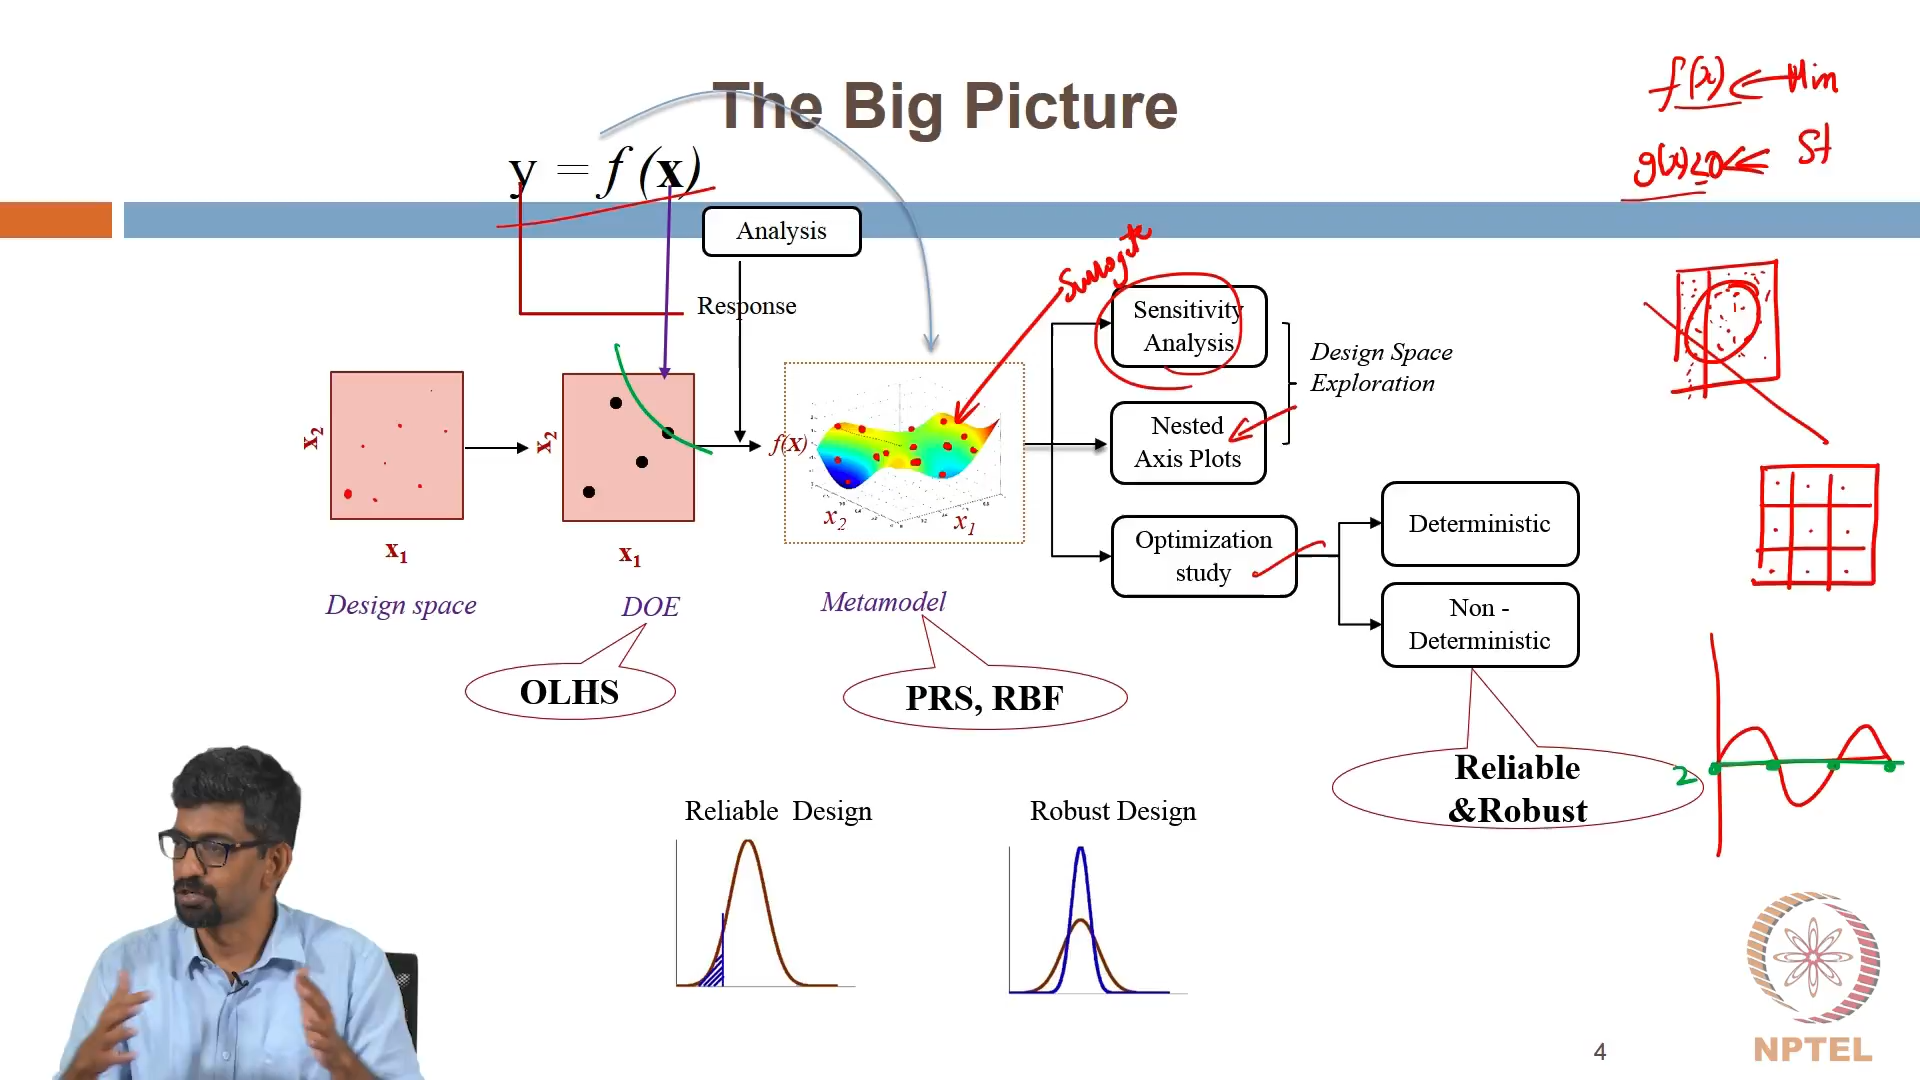 The Big Picture
y = f (x)
f(x) Min
g(x) ≤ 0 St
Analysis
Response
Surrogate
Sensitivity
Analysis
Design Space
Exploration
Nested
Axis Plots
Optimization
study
Deterministic
Non -
Deterministic
x2
x1
x2
x1
f(x)
x2
x1
Design space
DOE
Metamodel
OLHS
PRS, RBF
Reliable
&Robust
2
Reliable Design
Robust Design
4
NPTEL